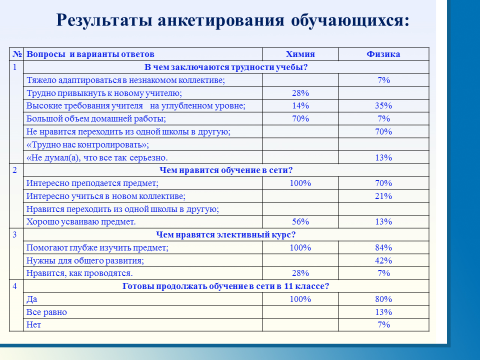 Результаты анкетирования обучающихся:
№ Вопросы и варианты ответов Химия Физика
1 В чем заключаются трудности учебы?
Тяжело адаптироваться в незнакомом коллективе; 7%
Трудно привыкнуть к новому учителю; 28%
Высокие требования учителя на углубленном уровне; 14% 35%
Большой объем домашней работы; 70% 7%
Не нравится переходить из одной школы в другую; 70%
«Трудно нас контролировать»;
«Не думал(а), что все так серьезно. 13%
2 Чем нравится обучение в сети?
Интересно преподается предмет; 100% 70%
Интересно учиться в новом коллективе; 21%
Нравится переходить из одной школы в другую;
Хорошо усваиваю предмет. 56% 13%
3 Чем нравятся элективный курс?
Помогают глубже изучить предмет; 100% 84%
Нужны для общего развития; 42%
Нравится, как проводятся. 28% 7%
4 Готовы продолжать обучение в сети в 11 классе?
Да 100% 80%
Все равно 13%
Нет 7%